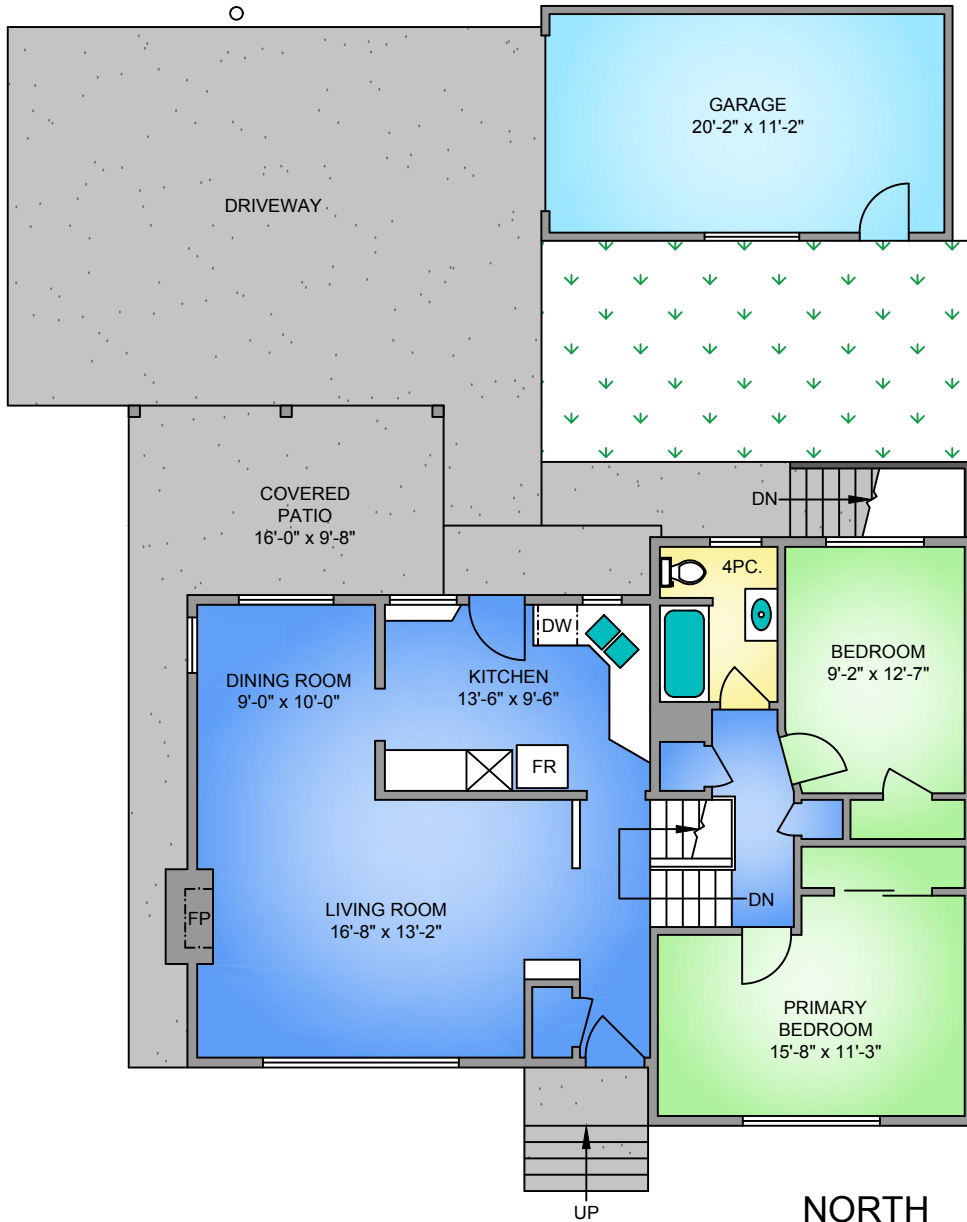 GARAGE
20'-2" x 11'-2"
DRIVEWAY
COVERED
PATIO
16'-0" x 9'-8"
DN
4PC.
DW
DINING ROOM
9'-0" x 10'-0"
KITCHEN
13'-6" x 9'-6"
BEDROOM
9'-2" x 12'-7"
FR
FP
LIVING ROOM
16'-8" x 13'-2"
DN
PRIMARY
BEDROOM
15'-8" x 11'-3"
UP
NORTH